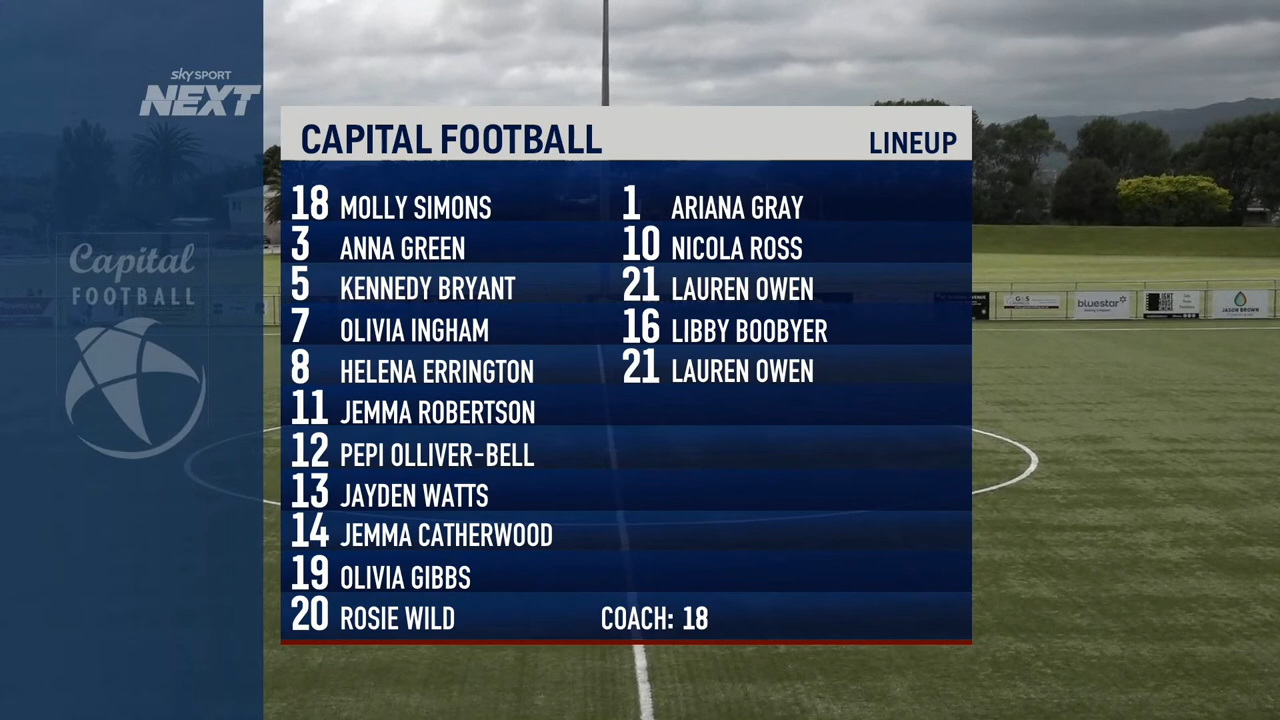 sky SPORT
NEXT
CAPITAL FOOTBALL LINEUP
18 MOLLY SIMONS
3 ANNA GREEN
5 KENNEDY BRYANT
7 OLIVIA INGHAM
8 HELENA ERRINGTON
11 JEMMA ROBERTSON
12 PEPI OLLIVER-BELL
13 JAYDEN WATTS
14 JEMMA CATHERWOOD
19 OLIVIA GIBBS
20 ROSIE WILD
1 ARIANA GRAY
10 NICOLA ROSS
21 LAUREN OWEN
16 LIBBY BOOBYER
21 LAUREN OWEN
COACH: 18
Capital
FOOTBALL
bluestar
LIGHT
HOUSE
JASON BROWN